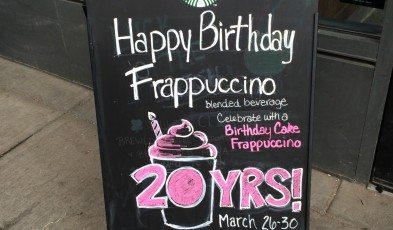 Happy Birthday
Frappuccino
blended beverage
Celebrate with a
Birthday Cake
Frappuccino
20 YRS!
March 26-30